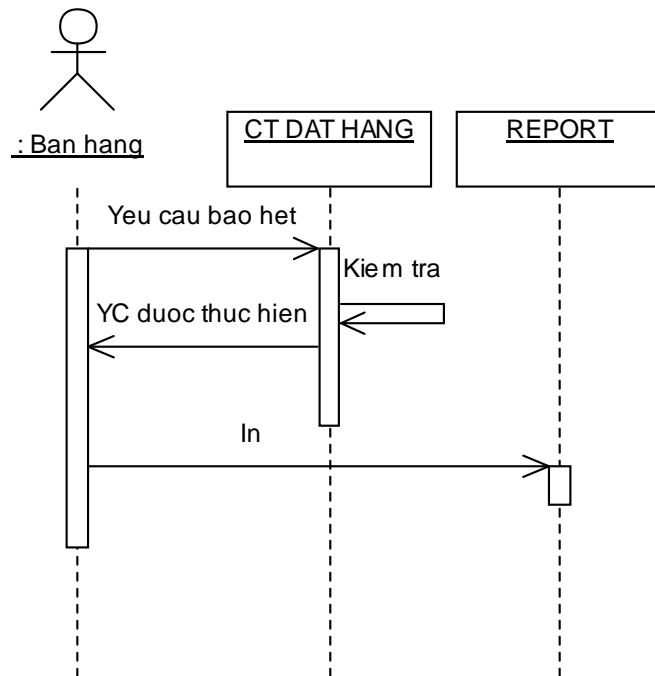 : Ban hang
CT DAT HANG
REPORT
Yeu cau bao het
Kiem tra
YC duoc thuc hien
In